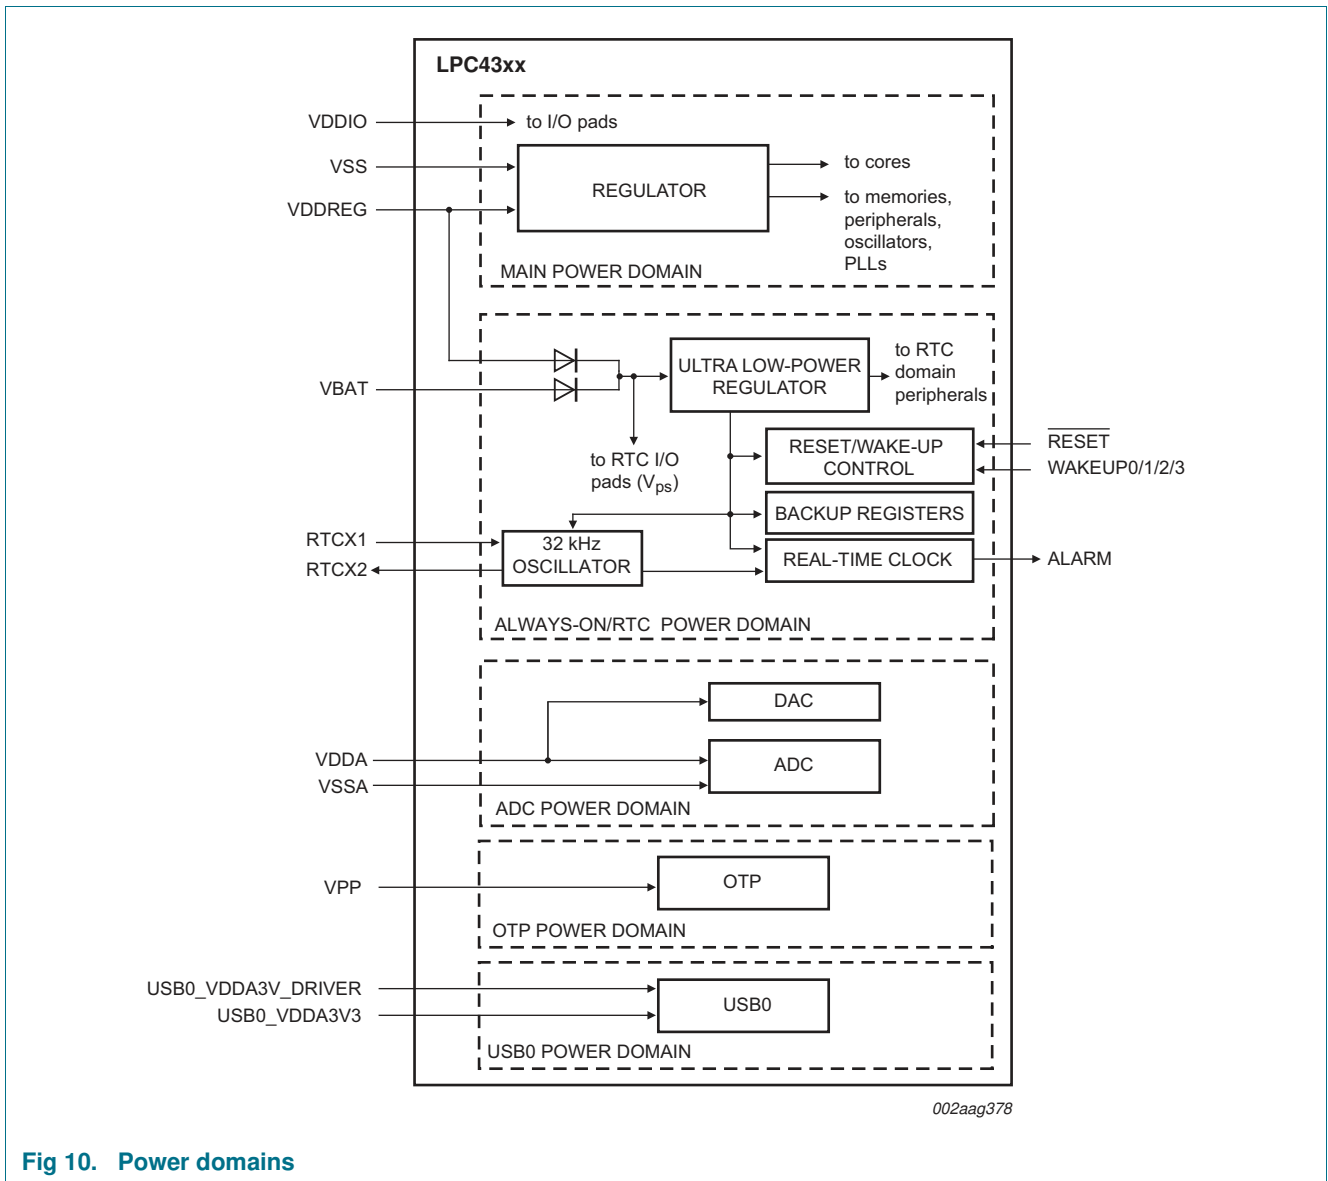 LPC43xx
VDDIO
to I/O pads
VSS
VDDREG
REGULATOR
to cores
to memories,
peripherals,
oscillators,
PLLs
MAIN POWER DOMAIN
VBAT
ULTRA LOW-POWER
REGULATOR
to RTC
domain
peripherals
to RTC I/O
pads (Vps)
RESET/WAKE-UP
CONTROL
RESET
WAKEUP0/1/2/3
BACKUP REGISTERS
RTCX1
RTCX2
32 kHz
OSCILLATOR
REAL-TIME CLOCK
ALARM
ALWAYS-ON/RTC POWER DOMAIN
DAC
VDDA
VSSA
ADC
ADC POWER DOMAIN
VPP
OTP
OTP POWER DOMAIN
USB0_VDDA3V_DRIVER
USB0_VDDA3V3
USB0
USB0 POWER DOMAIN
002aag378
Fig 10. Power domains